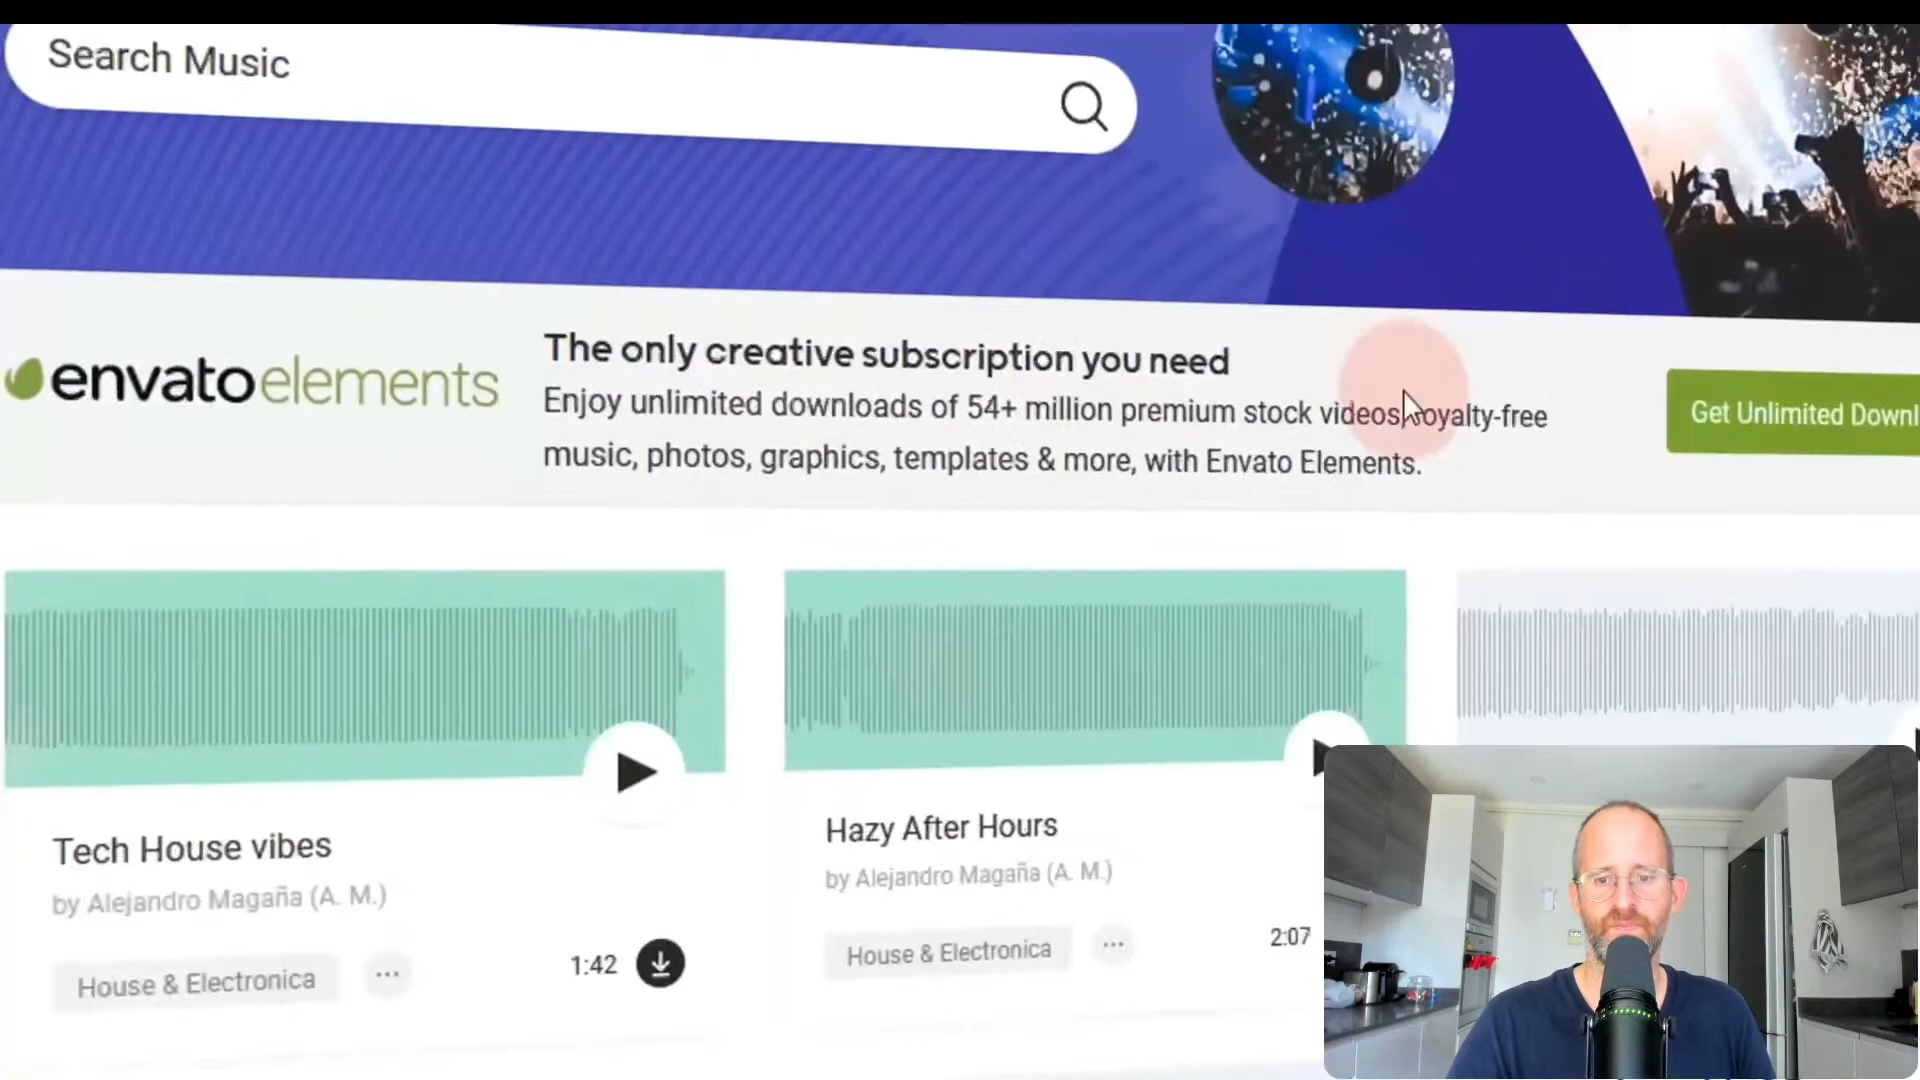 Search Music
envato elements
The only creative subscription you need
Enjoy unlimited downloads of 54+ million premium stock videos, royalty-free
music, photos, graphics, templates & more, with Envato Elements.
Get Unlimited
Tech House vibes
by Alejandro Magaña (A. M.)
House & Electronica
...
1:42
Hazy After Hours
by Alejandro Magaña (A. M.)
House & Electronica
...
2:07